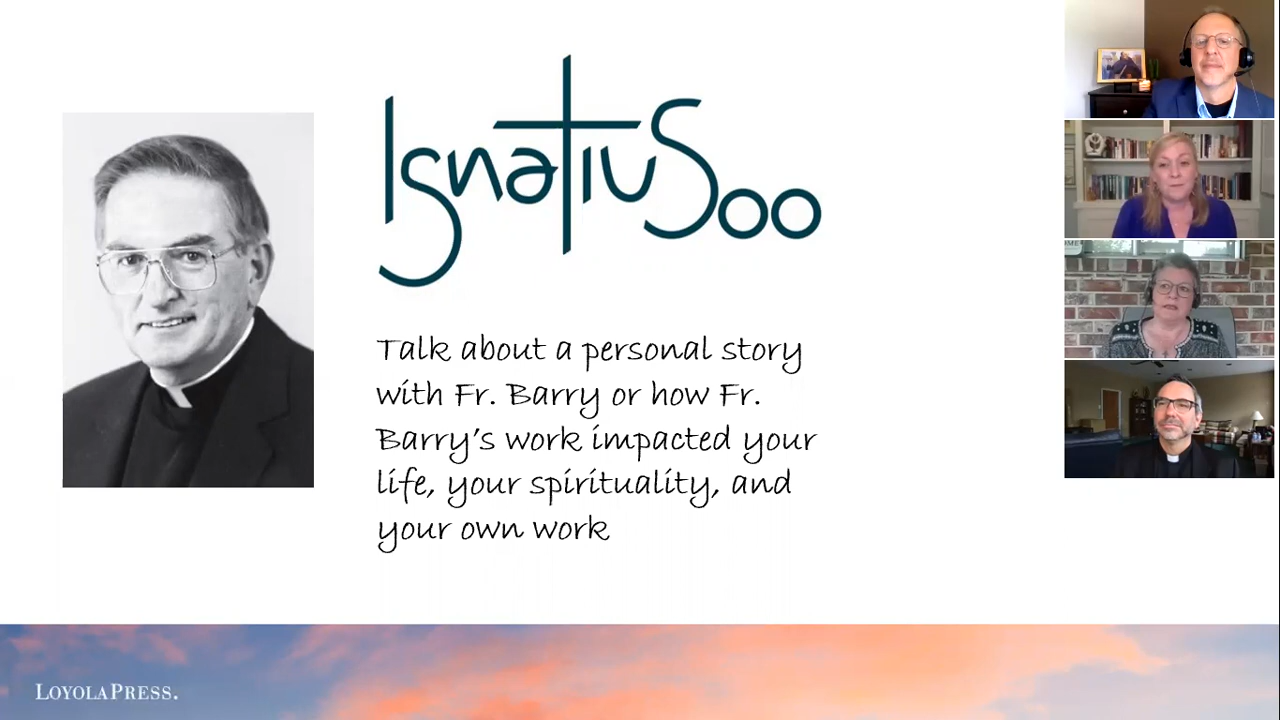 IgnatiuS00
Talk about a personal story
with Fr. Barry or how Fr.
Barry's work impacted your
life, your spirituality, and
your own work
LOYOLAPRESS.